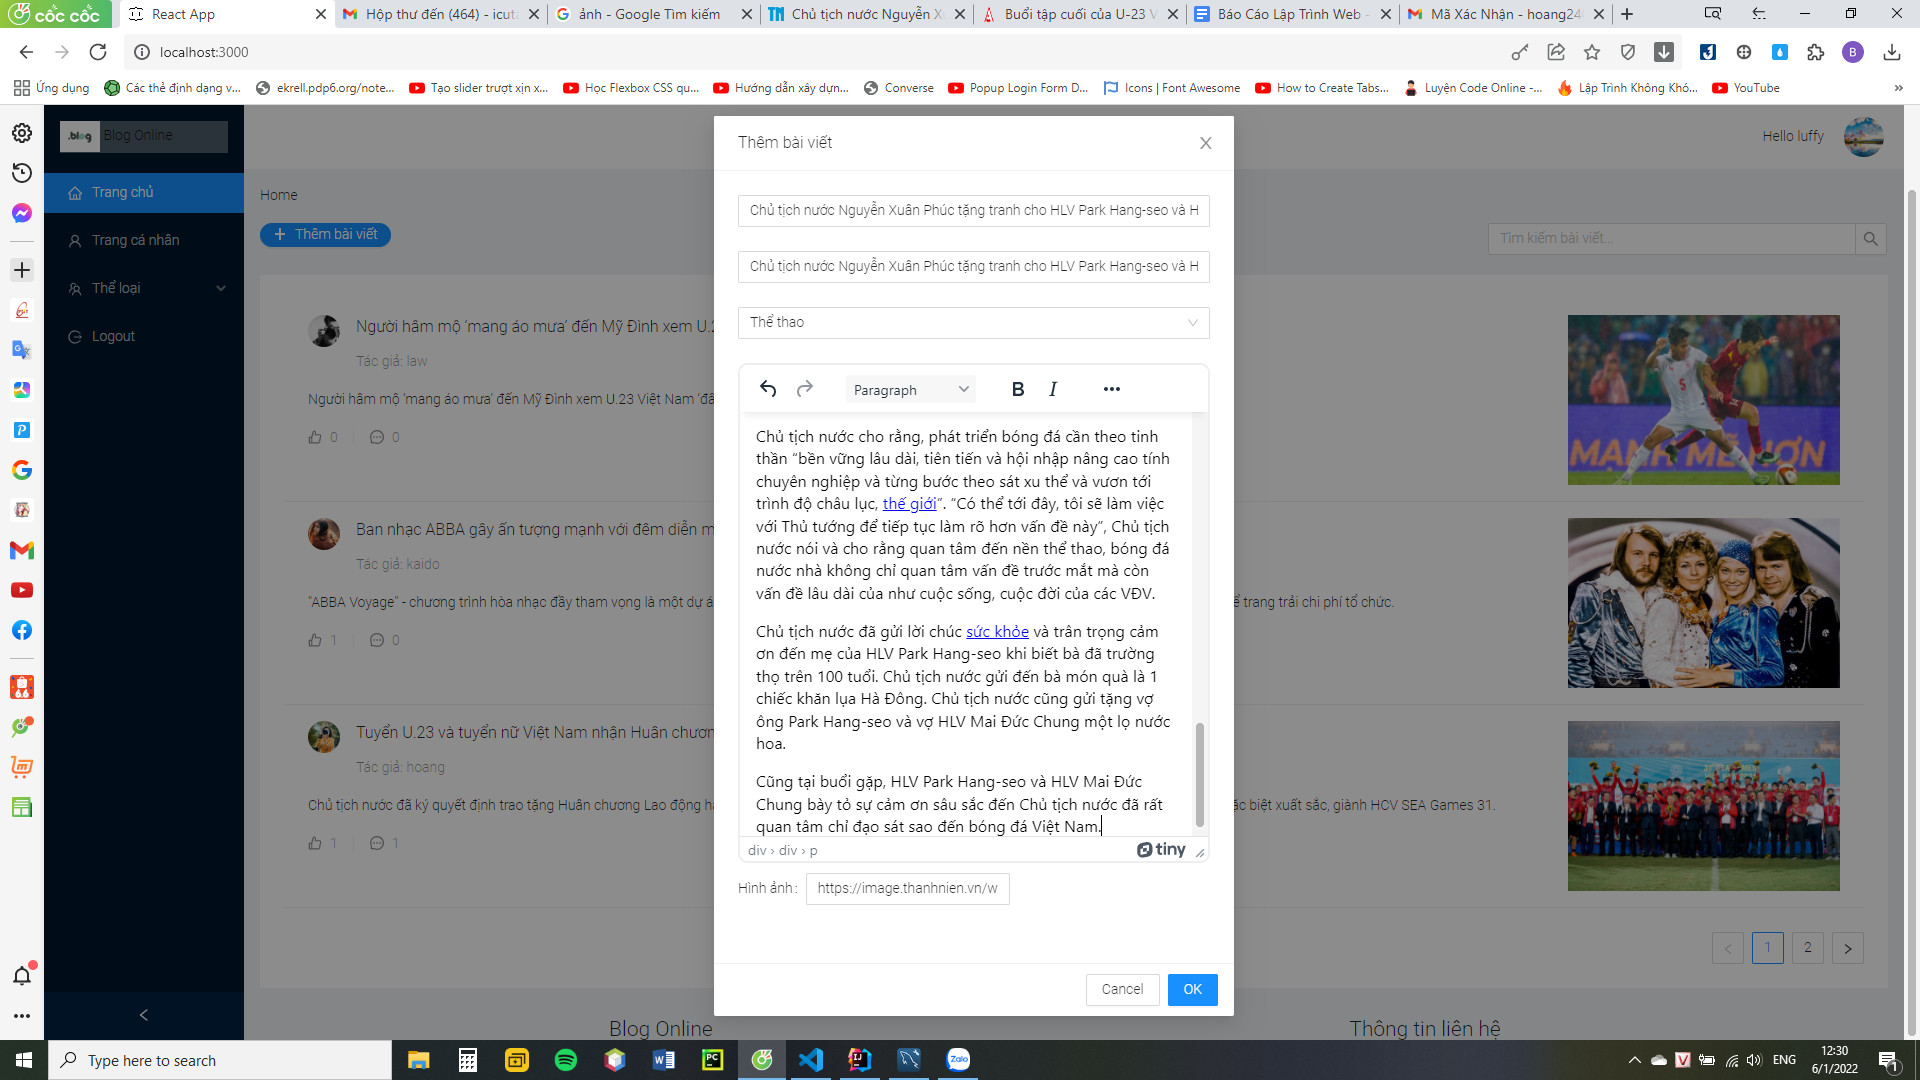 cốc cốc
React App
Hộp thư đến (464) - icuta
ảnh - Google Tìm kiếm
Chủ tịch nước Nguyễn X
Buổi tập cuối của U-23 V
Báo Cáo Lập Trình Web -
Mã Xác Nhận - hoang24
localhost:3000
B
Ứng dụng
Các thẻ định dạng v...
ekrell.pdp6.org/note...
Tạo slider trượt xịn x...
Học Flexbox CSS qu...
Hướng dẫn xây dựn...
Converse
Popup Login Form D...
Icons | Font Awesome
How to Create Tabs...
Luyện Code Online -...
Lập Trình Không Khó...
YouTube
»
.blog
Blog Online
Trang chủ
Trang cá nhân
Thể loại
Logout
Hello luffy
Home
Thêm bài viết
Tìm kiếm bài viết...
Người hâm mộ ‘mang áo mưa’ đến Mỹ Đình xem U.2
Tác giả: law
Người hâm mộ ‘mang áo mưa’ đến Mỹ Đình xem U.23 Việt Nam ‘đấ
0
0
Ban nhạc ABBA gây ấn tượng mạnh với đêm diễn m
Tác giả: kaido
"ABBA Voyage" - chương trình hòa nhạc đầy tham vọng là một dự á
ể trang trải chi phí tổ chức.
1
0
Tuyển U.23 và tuyển nữ Việt Nam nhận Huân chươn
Tác giả: hoang
Chủ tịch nước đã ký quyết định trao tặng Huân chương Lao động h
ặc biệt xuất sắc, giành HCV SEA Games 31.
1
1
MANH MẼ HƠN
5
1
2
Blog Online
Thông tin liên hệ
Thêm bài viết
Chủ tịch nước Nguyễn Xuân Phúc tặng tranh cho HLV Park Hang-seo và H
Chủ tịch nước Nguyễn Xuân Phúc tặng tranh cho HLV Park Hang-seo và H
Thể thao
Paragraph
B
I
Chủ tịch nước cho rằng, phát triển bóng đá cần theo tinh
thần “bền vững lâu dài, tiên tiến và hội nhập nâng cao tính
chuyên nghiệp và từng bước theo sát xu thể và vươn tới
trình độ châu lục, thế giới”. “Có thể tới đây, tôi sẽ làm việc
với Thủ tướng để tiếp tục làm rõ hơn vấn đề này”, Chủ tịch
nước nói và cho rằng quan tâm đến nền thể thao, bóng đá
nước nhà không chỉ quan tâm vấn đề trước mắt mà còn
vấn đề lâu dài của như cuộc sống, cuộc đời của các VĐV.
Chủ tịch nước đã gửi lời chúc sức khỏe và trân trọng cảm
ơn đến mẹ của HLV Park Hang-seo khi biết bà đã trường
thọ trên 100 tuổi. Chủ tịch nước gửi đến bà món quà là 1
chiếc khăn lụa Hà Đông. Chủ tịch nước cũng gửi tặng vợ
ông Park Hang-seo và vợ HLV Mai Đức Chung một lọ nước
hoa.
Cũng tại buổi gặp, HLV Park Hang-seo và HLV Mai Đức
Chung bày tỏ sự cảm ơn sâu sắc đến Chủ tịch nước đã rất
quan tâm chỉ đạo sát sao đến bóng đá Việt Nam.
div › div › p
tiny
Hình ảnh:
https://image.thanhnien.vn/w
Cancel
OK
Type here to search
ENG
12:30
6/1/2022
1